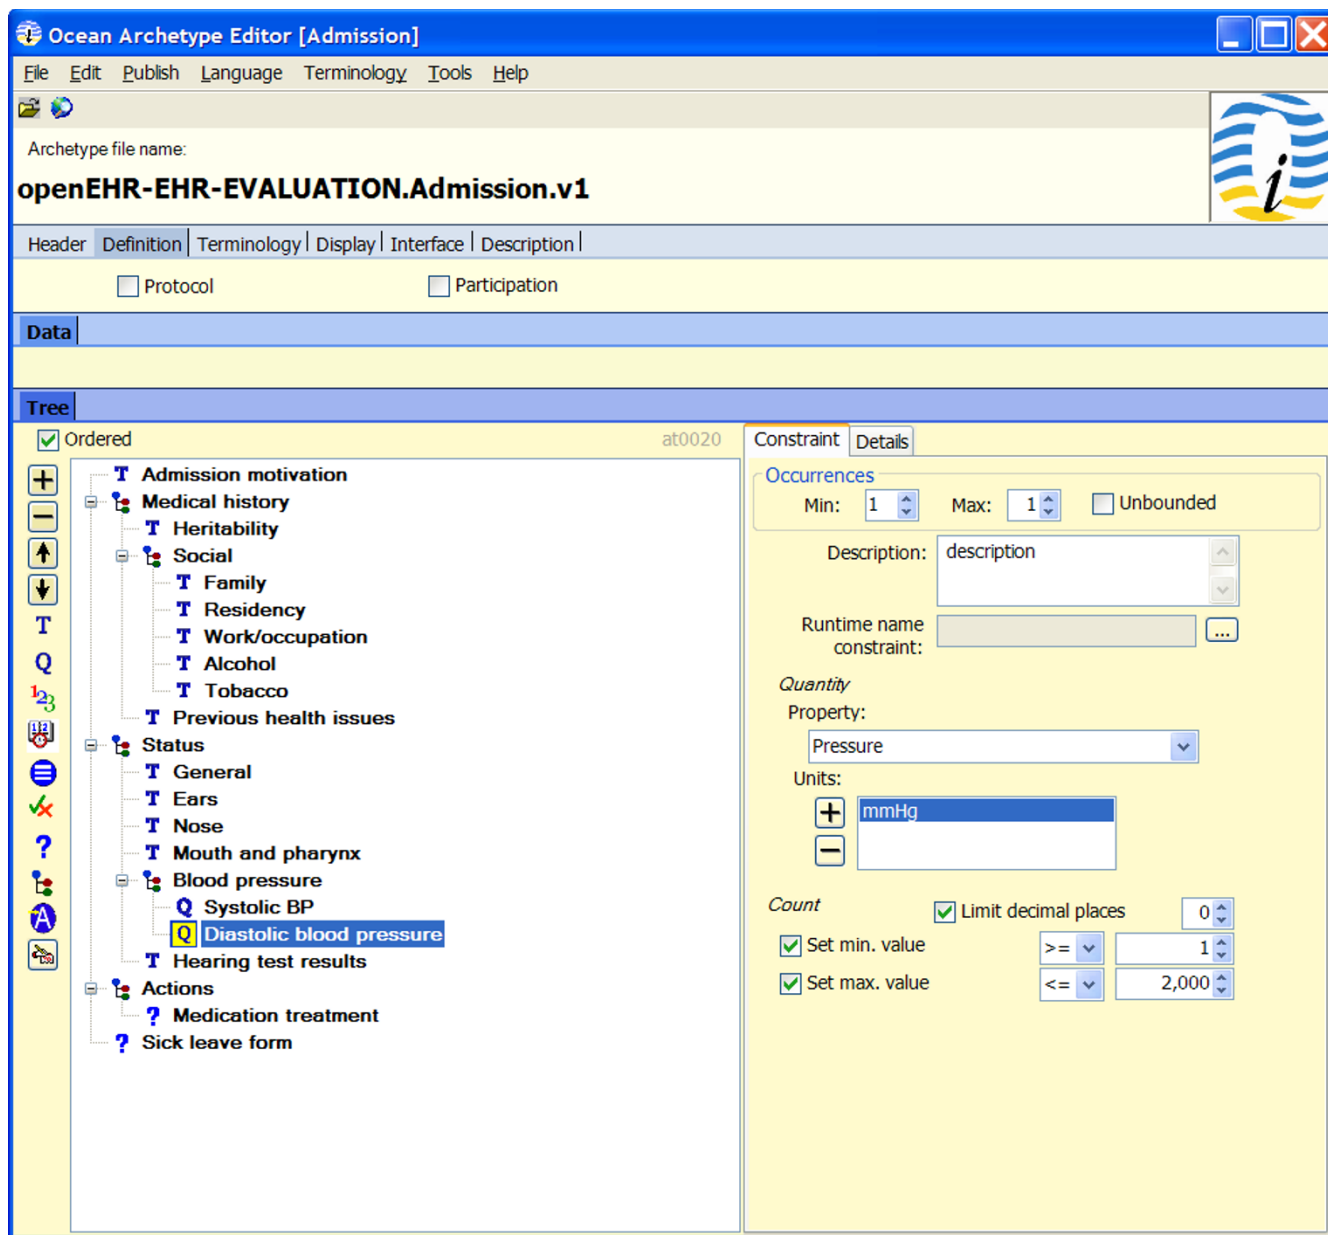 Ocean Archetype Editor [Admission]
File Edit Publish Language Terminology Tools Help
Archetype file name:
openEHR-EHR-EVALUATION.Admission.v1
Header Definition Terminology Display Interface Description
Protocol Participation
Data
Tree
Ordered at0020
Admission motivation
Medical history
Heritability
Social
Family
Residency
Work/occupation
Alcohol
Tobacco
Previous health issues
Status
General
Ears
Nose
Mouth and pharynx
Blood pressure
Systolic BP
Diastolic blood pressure
Hearing test results
Actions
Medication treatment
Sick leave form
Constraint Details
Occurrences
Min: 1 Max: 1 Unbounded
Description: description
Runtime name
constraint: ...
Quantity
Property:
Pressure
Units:
mmHg
Count Limit decimal places 0
Set min. value >= 1
Set max. value <= 2,000